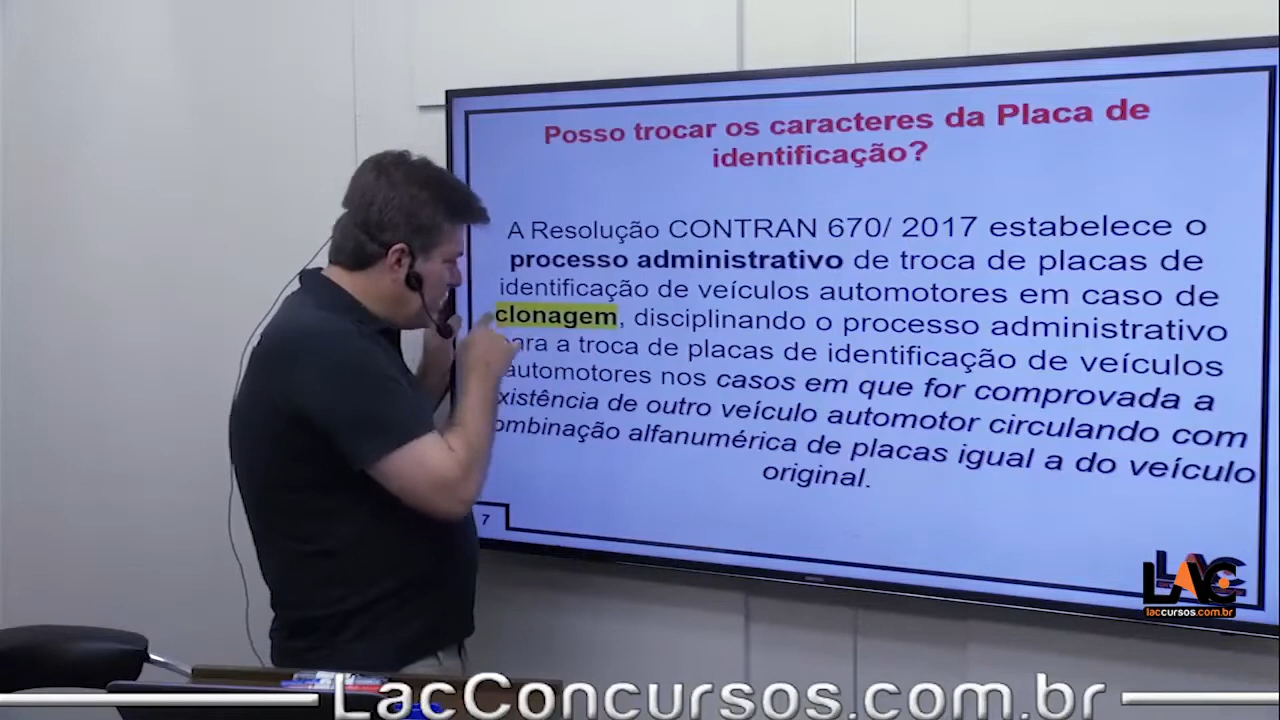 Posso trocar os caracteres da Placa de
identificação?
A Resolução CONTRAN 670/ 2017 estabelece o
processo administrativo de troca de placas de
identificação de veículos automotores em caso de
clonagem, disciplinando o processo administrativo
ara a troca de placas de identificação de veículos
automotores nos casos em que for comprovada a
xistência de outro veículo automotor circulando com
ombinação alfanumérica de placas igual a do veículo
original.
7
LAC
laccursos.com.br
LacConcursos.com.br